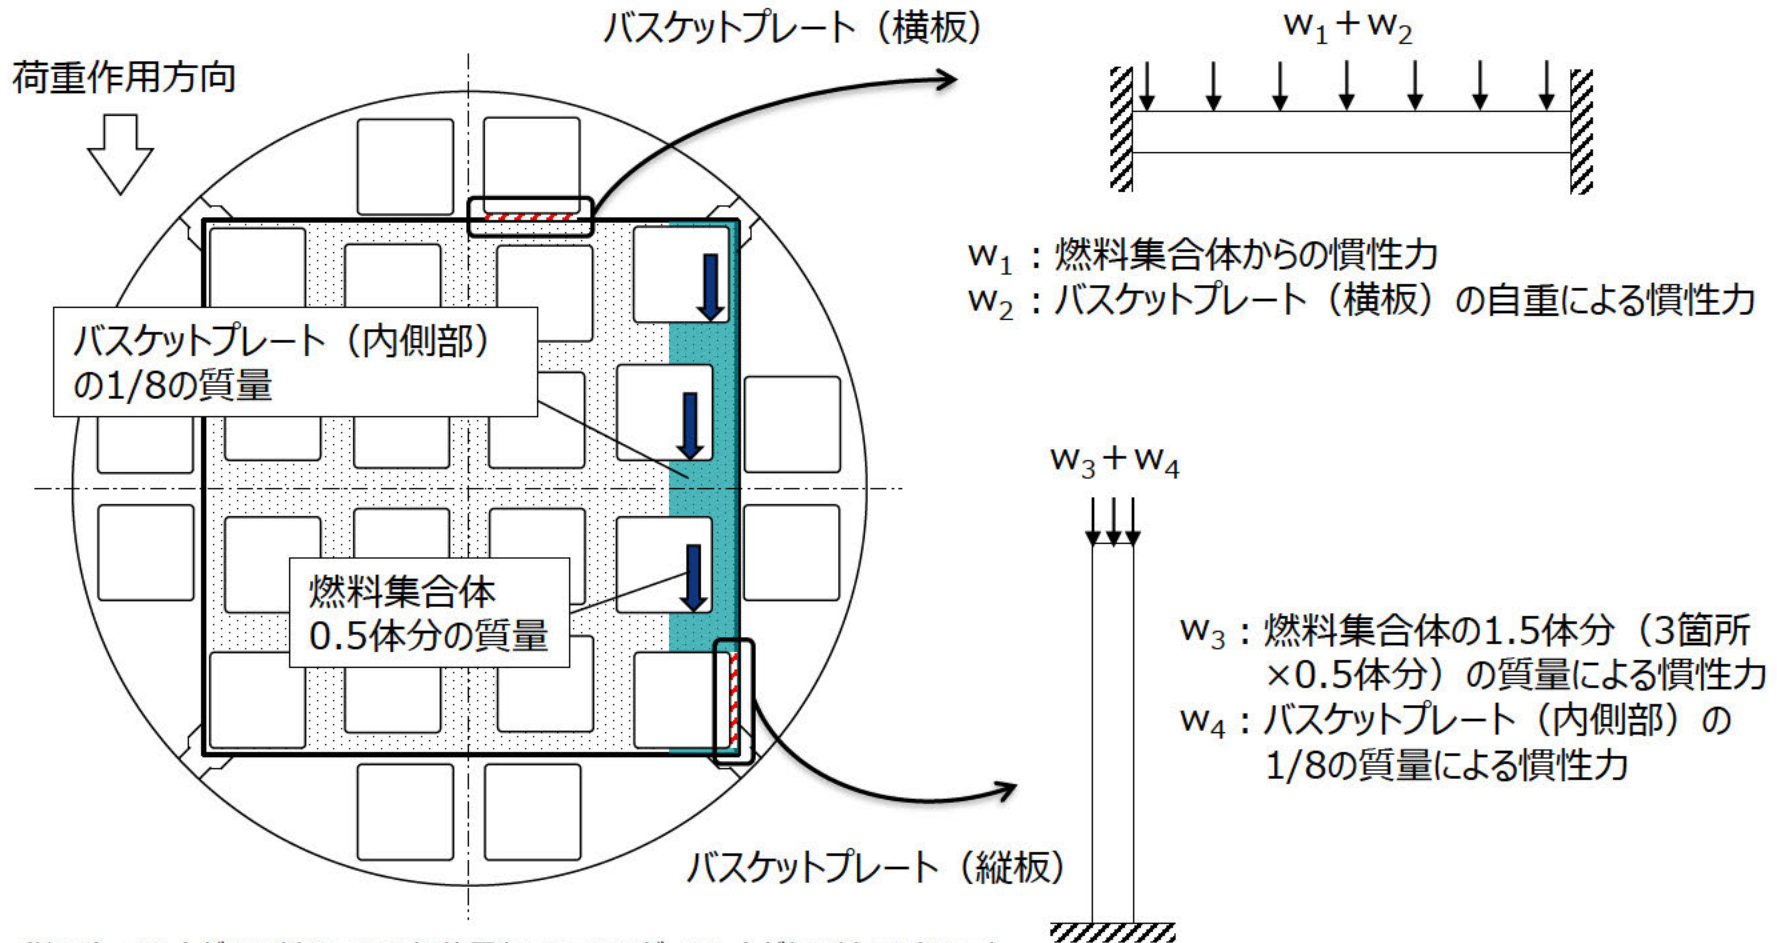 バスケットプレート（横板）
荷重作用方向
w1＋w2
w1：燃料集合体からの慣性力
w2：バスケットプレート（横板）の自重による慣性力
バスケットプレート（内側部）
の1/8の質量
w3＋w4
燃料集合体
0.5体分の質量
w3：燃料集合体の1.5体分（3箇所
×0.5体分）の質量による慣性力
w4：バスケットプレート（内側部）の
1/8の質量による慣性力
バスケットプレート（縦板）